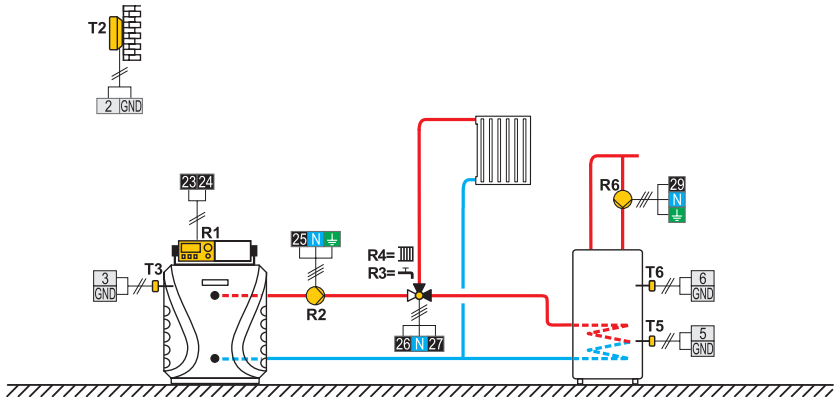 T2
2 GND
23 24
R1
T3
3
GND
25 N
R2
R4=
R3=
26 N 27
R6
29
N
T6
6
GND
T5
5
GND